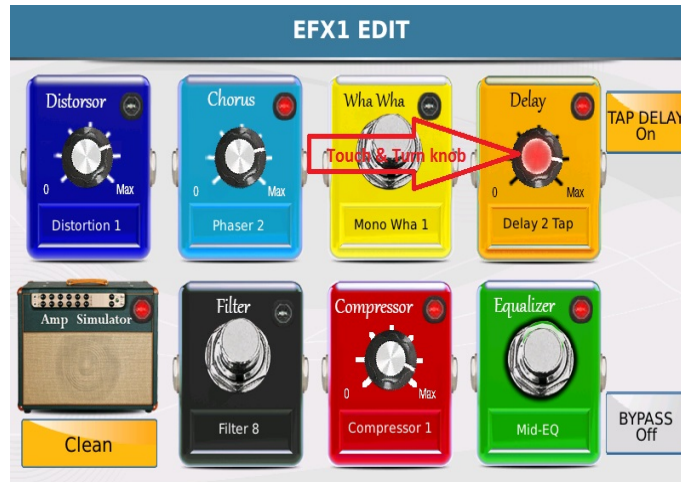 EFX1 EDIT
Distorsor
Chorus
Wha Wha
Delay
TAP DELAY
On
Touch & Turn knob
0 Max
0 Max
0 Max
Distortion 1
Phaser 2
Mono Wha 1
Delay 2 Tap
Amp Simulator
Filter
Compressor
Equalizer
0 Max
Clean
Filter 8
Compressor 1
Mid-EQ
BYPASS
Off